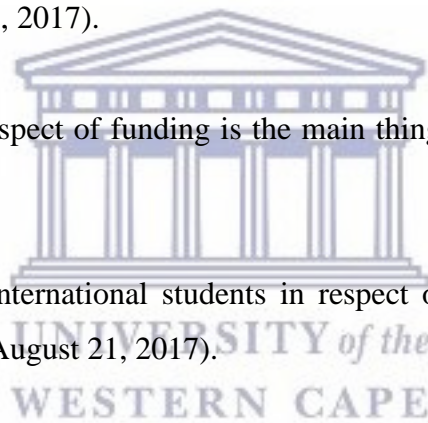 , 2017).
spect of funding is the main thing
nternational students in respect o
UNIVERSITY of the
August 21, 2017).
WESTERN CAPE